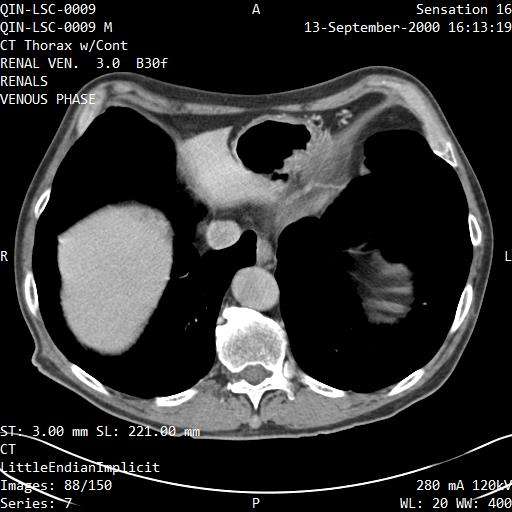 QIN-LSC-0009
A
Sensation 16
QIN-LSC-0009 M
13-September-2000 16:13:19
CT Thorax w/Cont
RENAL VEN.  3.0  B30f
RENALS
VENOUS PHASE
R
L
ST: 3.00 mm SL: 221.00 mm
CT
LittleEndianImplicit
Images: 88/150
280 mA 120kV
Series: 7
P
WL: 20 WW: 400